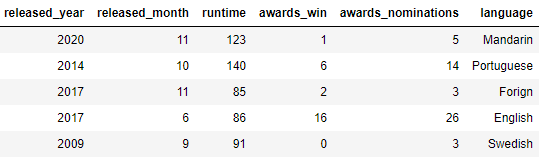 released_year released_month runtime awards_win awards_nominations language
2020 11 123 1 5 Mandarin
2014 10 140 6 14 Portuguese
2017 11 85 2 3 Forign
2017 6 86 16 26 English
2009 9 91 0 3 Swedish